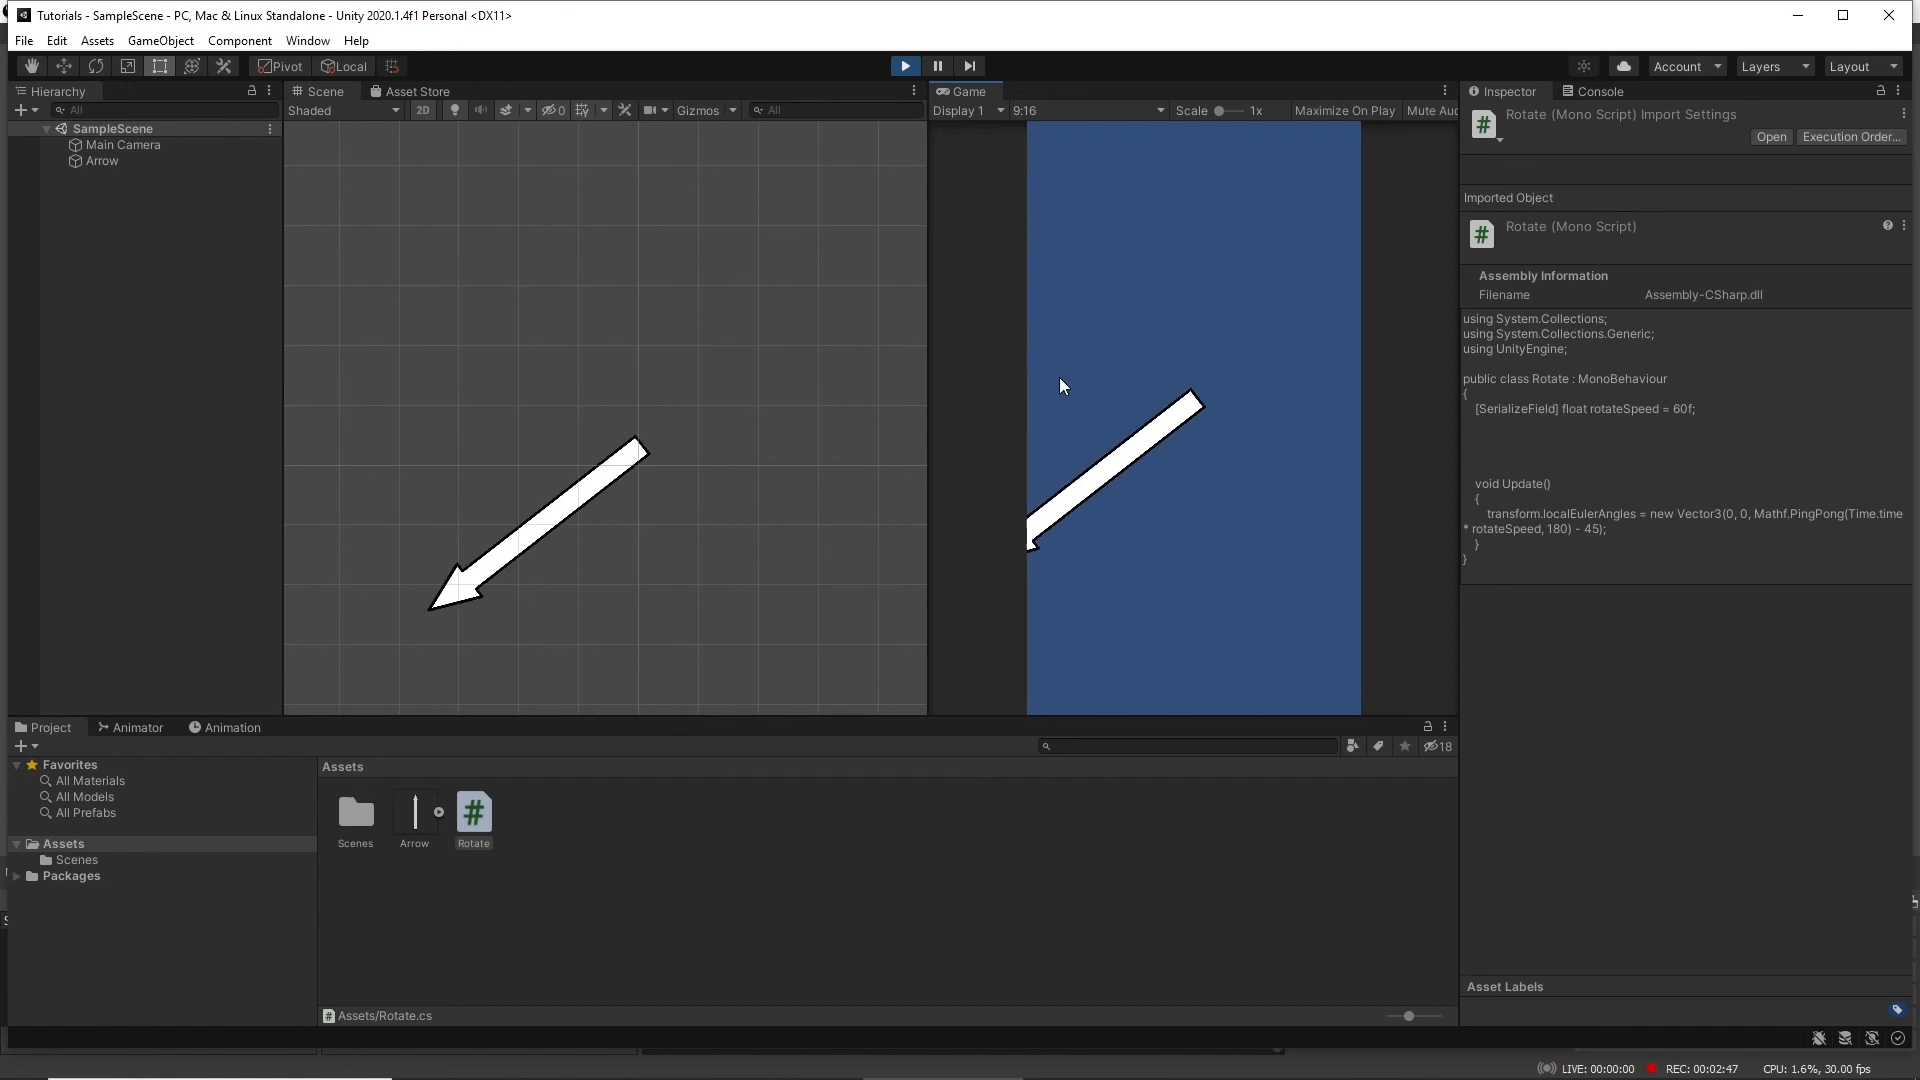 Tutorials - SampleScene - PC, Mac & Linux Standalone - Unity 2020.1.4f1 Personal <DX11>
File Edit Assets GameObject Component Window Help
Pivot Local Account Layers Layout
Hierarchy
All
SampleScene
Main Camera
Arrow
Scene Asset Store
Shaded 2D 0 Gizmos All
Game
Display 1 9:16 Scale 1x Maximize On Play Mute Auc
Inspector Console
Rotate (Mono Script) Import Settings
Open Execution Order...
Imported Object
Rotate (Mono Script)
Assembly Information
Filename Assembly-CSharp.dll
using System.Collections;
using System.Collections.Generic;
using UnityEngine;
public class Rotate : MonoBehaviour
{
[SerializeField] float rotateSpeed = 60f;
void Update()
{
transform.localEulerAngles = new Vector3(0, 0, Mathf.PingPong(Time.time
* rotateSpeed, 180) - 45);
}
}
Asset Labels
Project Animator Animation
18
Favorites
All Materials
All Models
All Prefabs
Assets
Scenes
Packages
Assets
Scenes Arrow Rotate
Assets/Rotate.cs
LIVE: 00:00:00 REC: 00:02:47 CPU: 1.6%, 30.00 fps